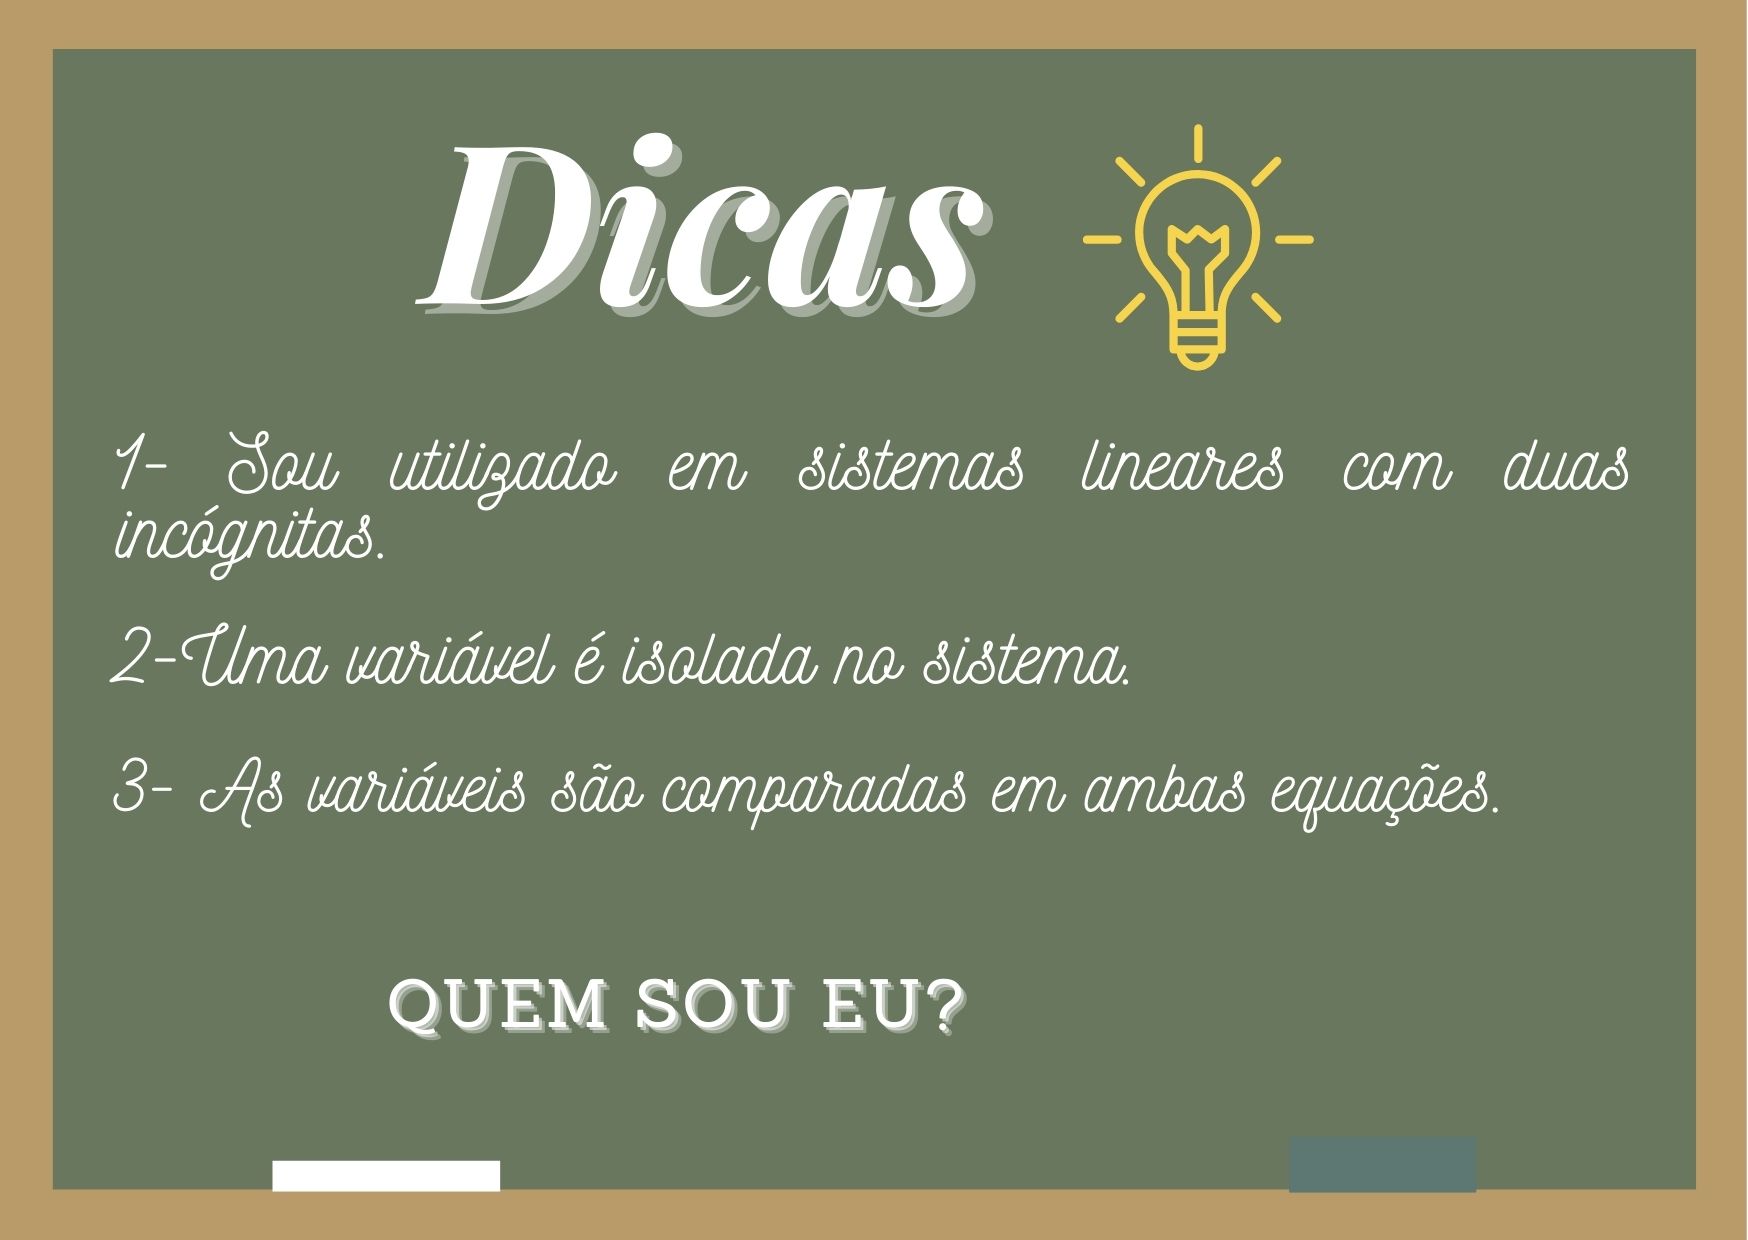 Dicas
1- Sou utilizado em sistemas lineares com duas
incógnitas.
2-Uma variável é isolada no sistema.
3- As variáveis são comparadas em ambas equações.
QUEM SOU EU?